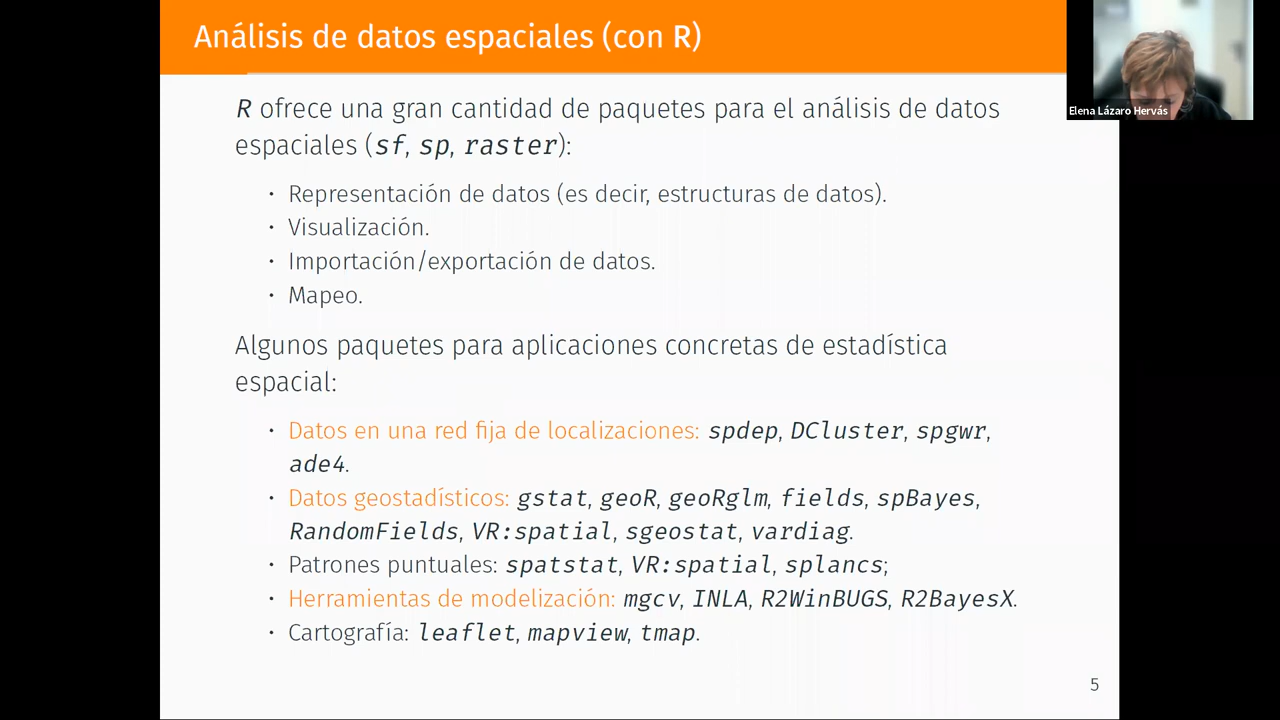 Análisis de datos espaciales (con R)
Elena Lázaro Hervás
R ofrece una gran cantidad de paquetes para el análisis de datos
espaciales (sf, sp, raster):
· Representación de datos (es decir, estructuras de datos).
· Visualización.
· Importación/exportación de datos.
· Mapeo.
Algunos paquetes para aplicaciones concretas de estadística
espacial:
· Datos en una red fija de localizaciones: spdep, DCluster, spgwr,
ade4.
· Datos geostadísticos: gstat, geoR, geoRglm, fields, spBayes,
RandomFields, VR:spatial, sgeostat, vardiag.
· Patrones puntuales: spatstat, VR:spatial, splancs;
· Herramientas de modelización: mgcv, INLA, R2WinBUGS, R2BayesX.
· Cartografía: leaflet, mapview, tmap.
5